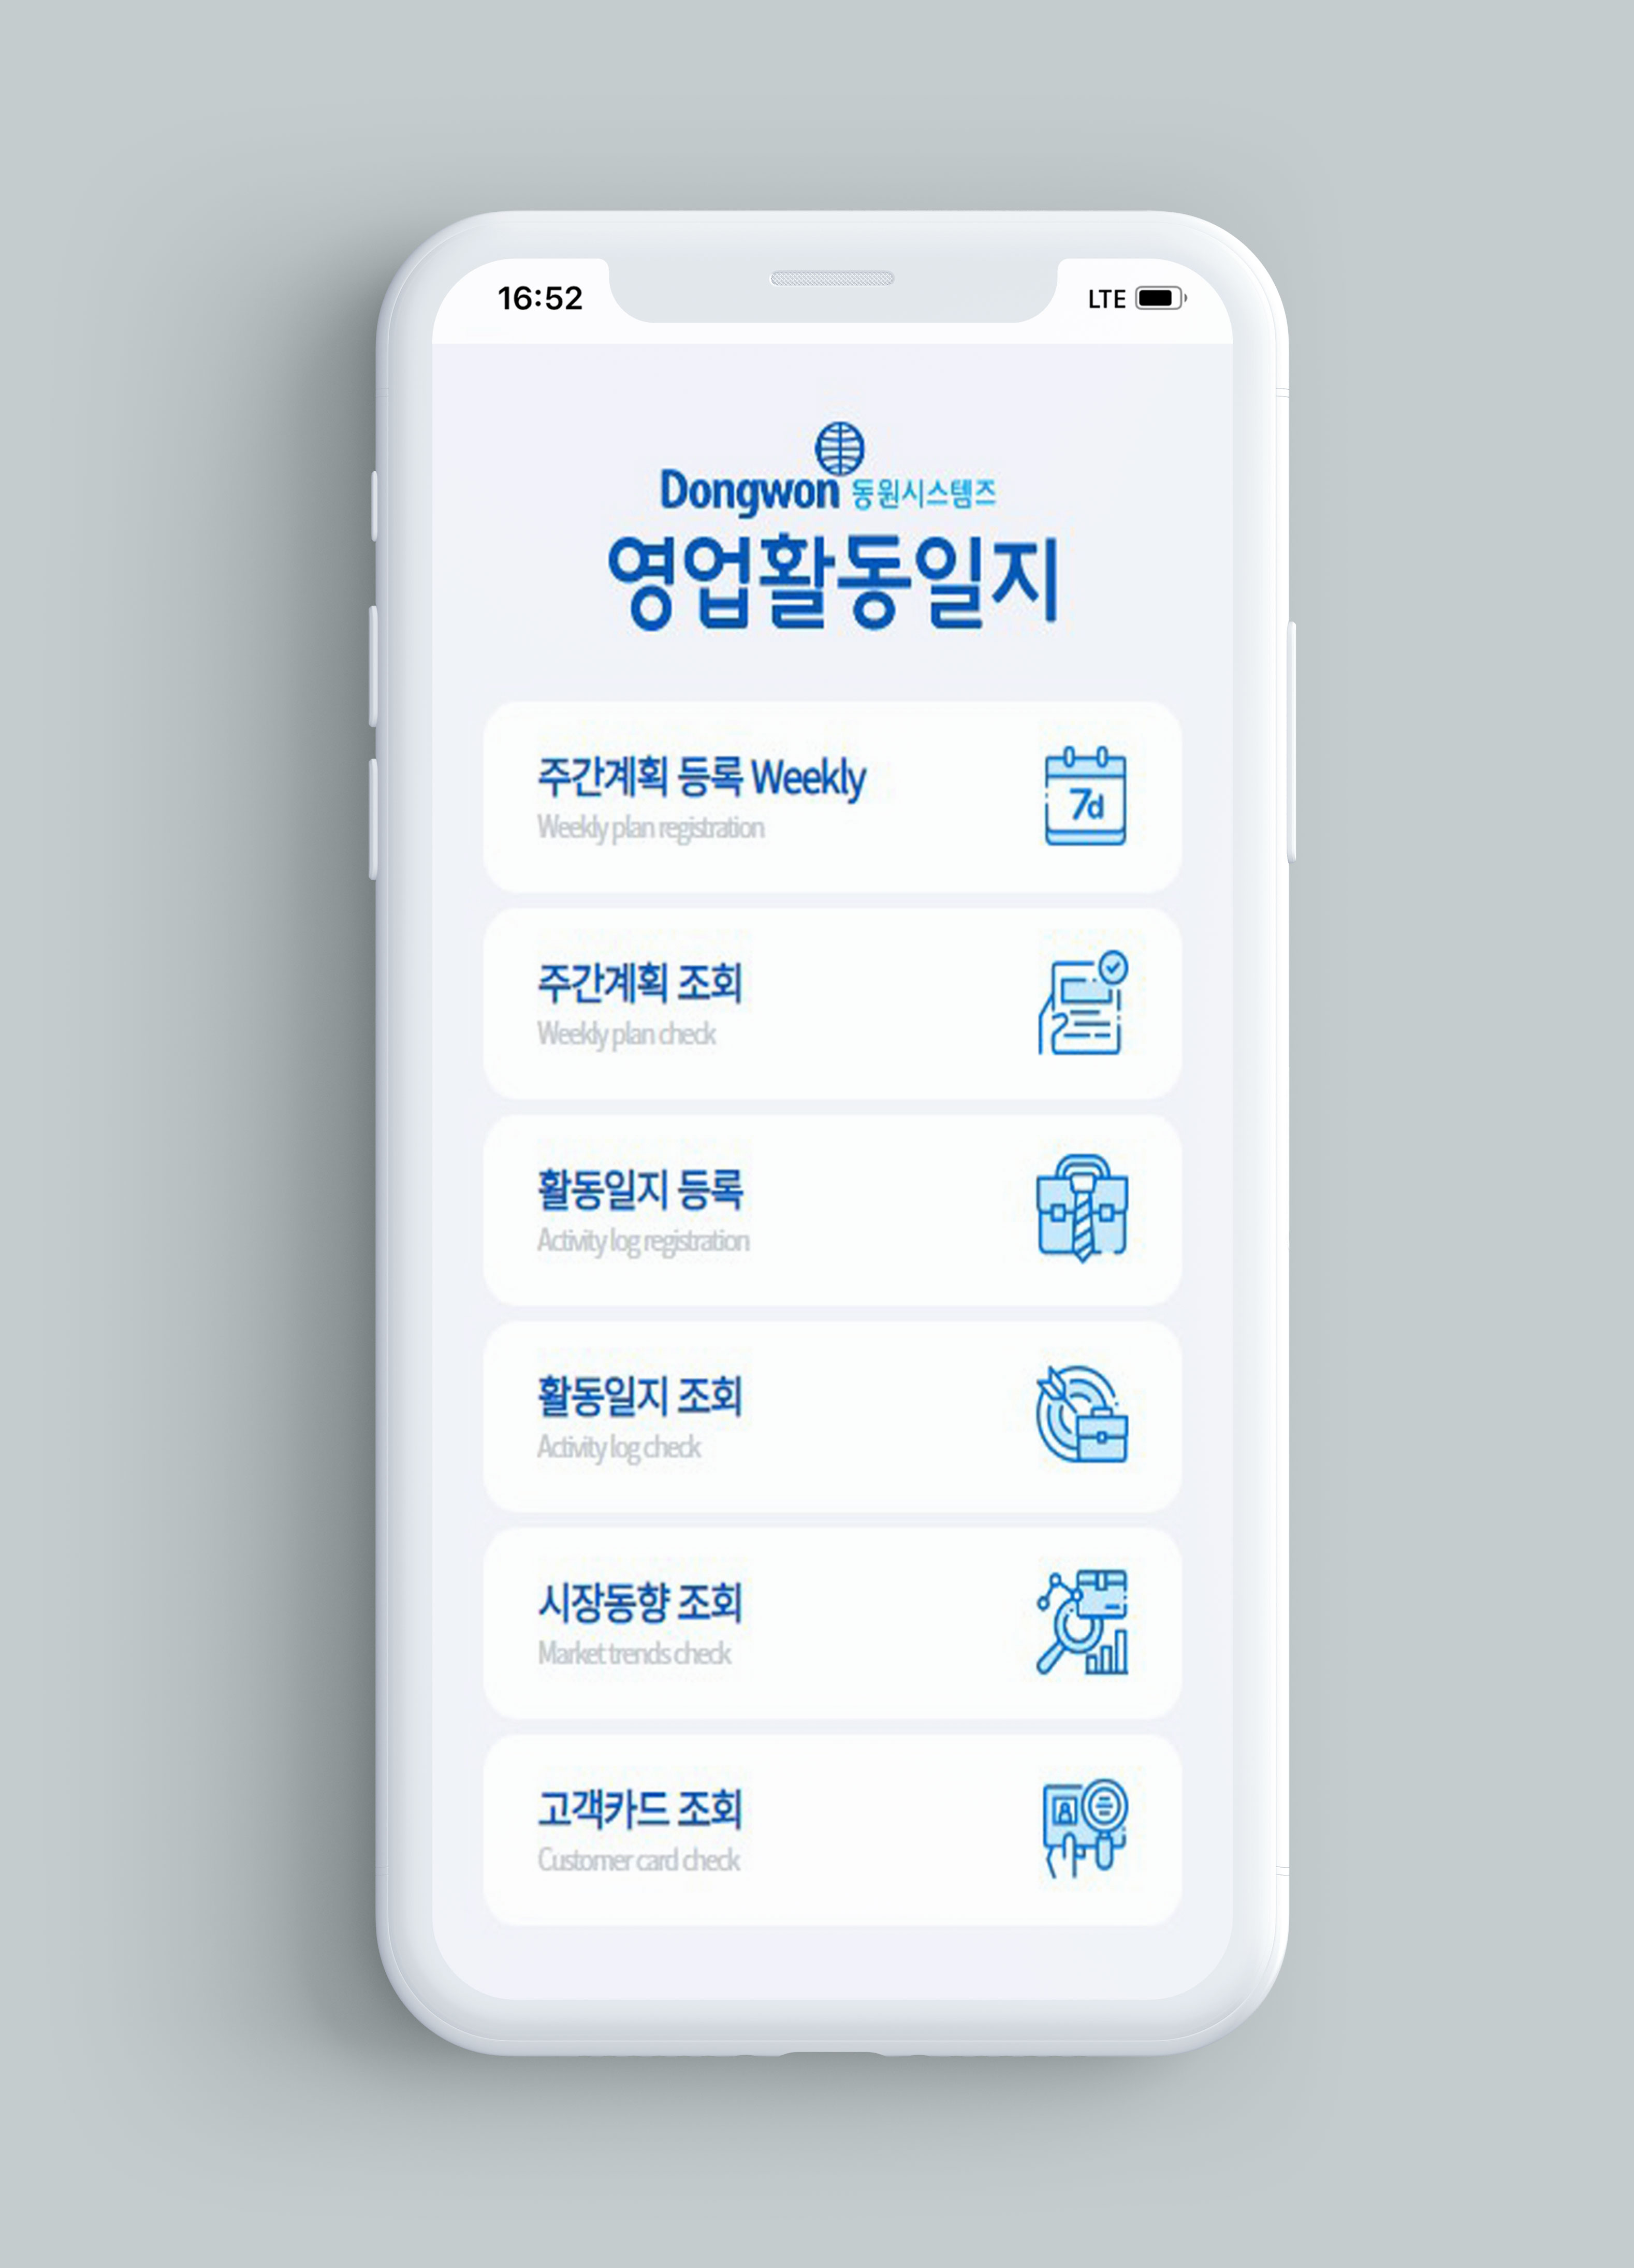 16:52
LTE
Dongwon 동원시스템즈
영업활동일지
주간계획 등록 Weekly
Weekly plan registration
7d
주간계획 조회
Weekly plan check
활동일지 등록
Activity log registration
활동일지 조회
Activity log check
시장동향 조회
Market trends check
고객카드 조회
Customer card check